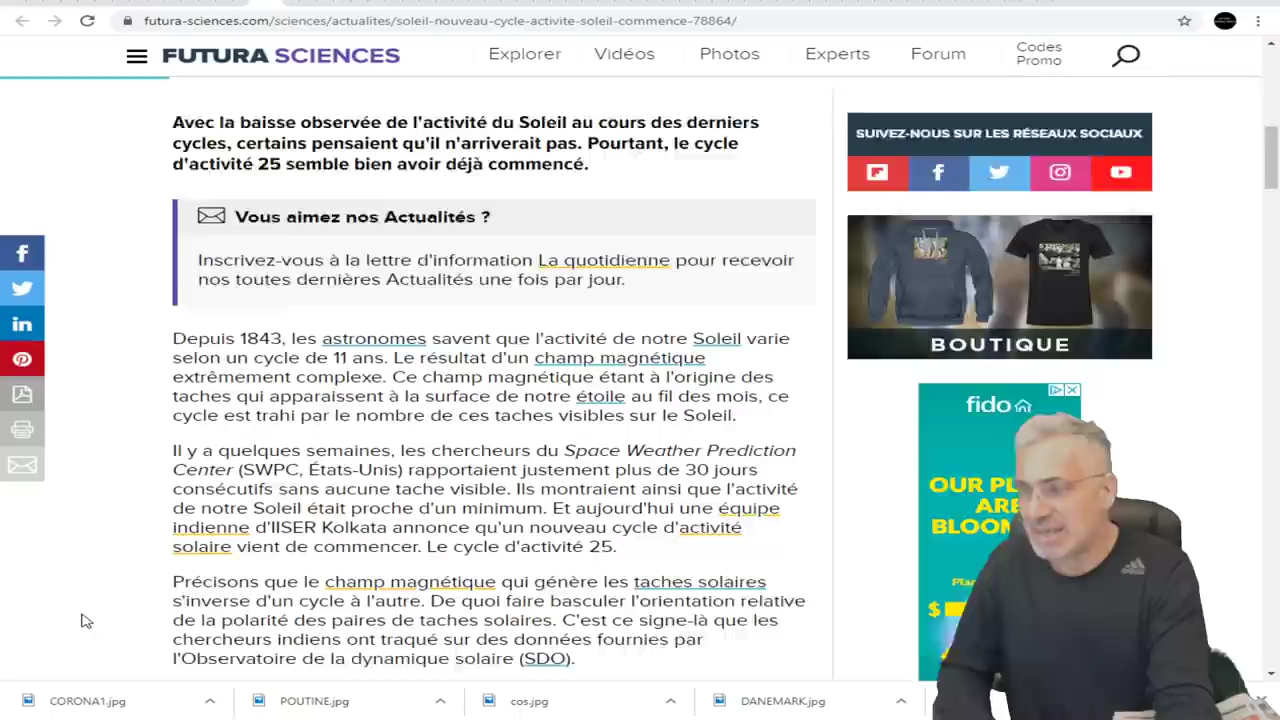 futura-sciences.com/sciences/actualites/soleil-nouveau-cycle-activite-soleil-commence-78864/
FUTURA SCIENCES
Explorer
Vidéos
Photos
Experts
Forum
Codes
Promo
Avec la baisse observée de l'activité du Soleil au cours des derniers
cycles, certains pensaient qu'il n'arriverait pas. Pourtant, le cycle
d'activité 25 semble bien avoir déjà commencé.
Vous aimez nos Actualités ?
Inscrivez-vous à la lettre d'information La quotidienne pour recevoir
nos toutes dernières Actualités une fois par jour.
Depuis 1843, les astronomes savent que l'activité de notre Soleil varie
selon un cycle de 11 ans. Le résultat d'un champ magnétique
extrêmement complexe. Ce champ magnétique étant à l'origine des
taches qui apparaissent à la surface de notre étoile au fil des mois, ce
cycle est trahi par le nombre de ces taches visibles sur le Soleil.
Il y a quelques semaines, les chercheurs du Space Weather Prediction
Center (SWPC, États-Unis) rapportaient justement plus de 30 jours
consécutifs sans aucune tache visible. Ils montraient ainsi que l'activité
de notre Soleil était proche d'un minimum. Et aujourd'hui une équipe
indienne d'IISER Kolkata annonce qu'un nouveau cycle d'activité
solaire vient de commencer. Le cycle d'activité 25.
Précisons que le champ magnétique qui génère les taches solaires
s'inverse d'un cycle à l'autre. De quoi faire basculer l'orientation relative
de la polarité des paires de taches solaires. C'est ce signe-là que les
chercheurs indiens ont traqué sur des données fournies par
l'Observatoire de la dynamique solaire (SDO).
SUIVEZ-NOUS SUR LES RÉSEAUX SOCIAUX
BOUTIQUE
fido
OUR
ARE
BLOOM
$
CORONA1.jpg
POUTINE.jpg
cos.jpg
DANEMARK.jpg